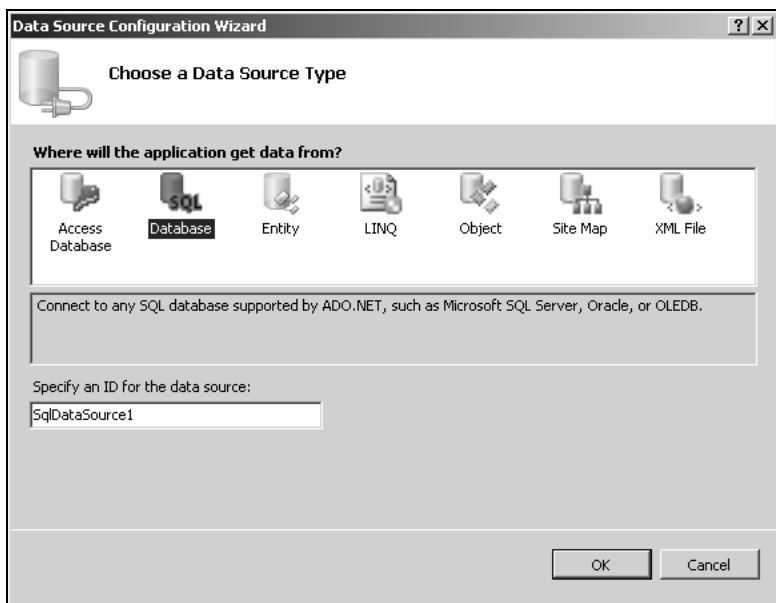 Data Source Configuration Wizard
Choose a Data Source Type
Where will the application get data from?
SQL
Access Database
Database
Entity
LINQ
Object
Site Map
XML File
Connect to any SQL database supported by ADO.NET, such as Microsoft SQL Server, Oracle, or OLEDB.
Specify an ID for the data source:
SqlDataSource1
OK
Cancel